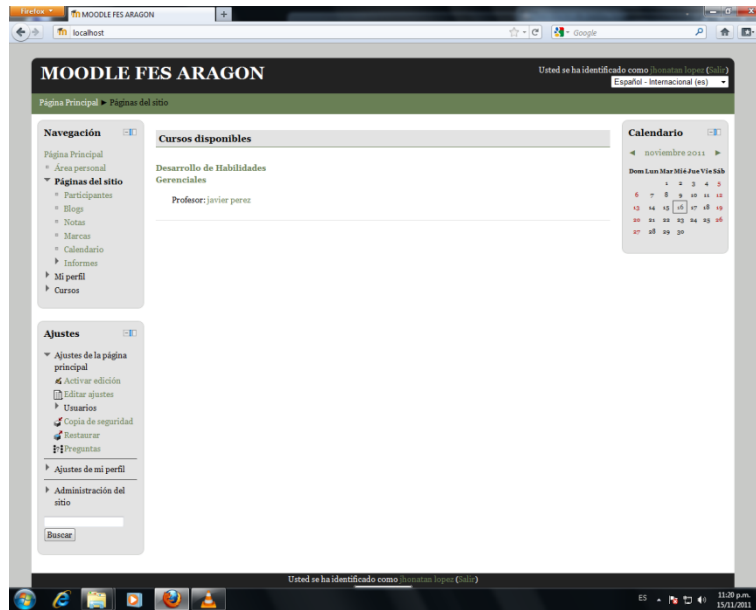 Firefox
MOODLE FES ARAGON
+
localhost
Google
MOODLE FES ARAGON
Usted se ha identificado como jhonatan lopez (Salir)
Español - Internacional (es)
Página Principal ► Páginas del sitio
Navegación
Página Principal
Área personal
Páginas del sitio
Participantes
Blogs
Notas
Marcas
Calendario
Informes
Mi perfil
Cursos
Ajustes
Ajustes de la página
principal
Activar edición
Editar ajustes
Usuarios
Copia de seguridad
Restaurar
Preguntas
Ajustes de mi perfil
Administración del
sitio
Buscar
Cursos disponibles
Desarrollo de Habilidades
Gerenciales
Profesor: javier perez
Calendario
◄ noviembre 2011 ►
Dom Lun Mar Mié Jue Vie Sáb
1 2 3 4 5
6 7 8 9 10 11 12
13 14 15 16 17 18 19
20 21 22 23 24 25 26
27 28 29 30
Usted se ha identificado como jhonatan lopez (Salir)
ES
11:20 p.m.
15/11/2011